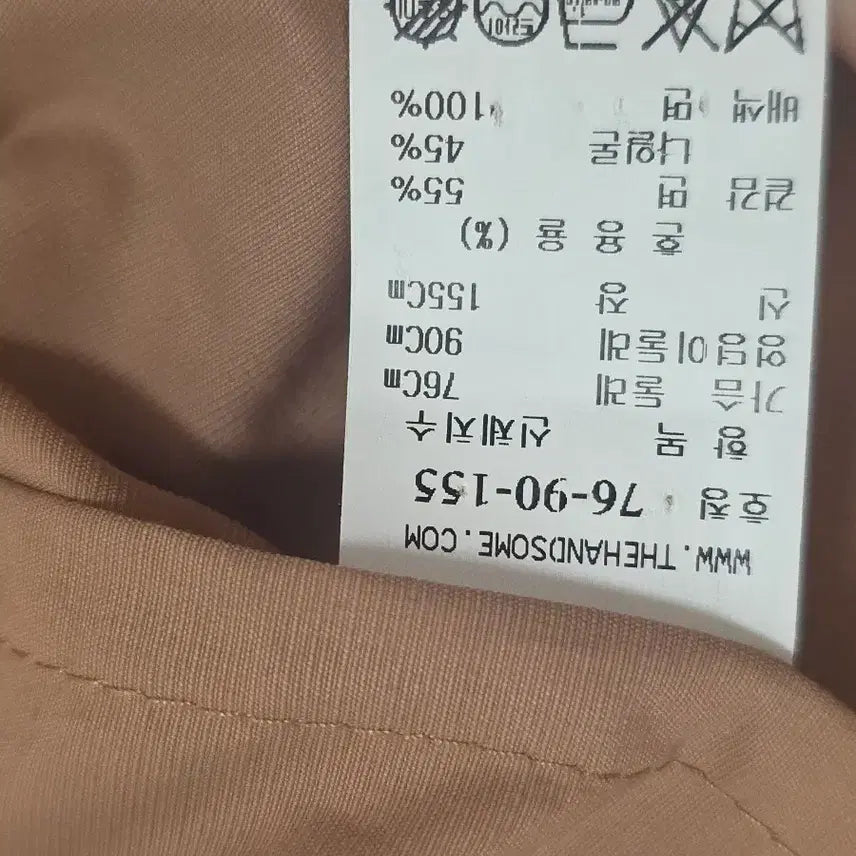 WWW.THEHANDSOME.COM
호칭 76-90-155
항 목 신체치수
가슴 둘레 76Cm
엉덩이둘레 90Cm
신 장 155Cm
혼 용 율 (%)
겉감 면 55%
나일론 45%
배색 면 100%